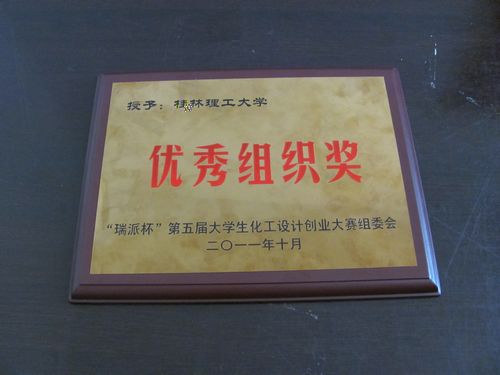 授予：桂林理工大学
优秀组织奖
“瑞派杯”第五届大学生化工设计创业大赛组委会
二〇一一年十月